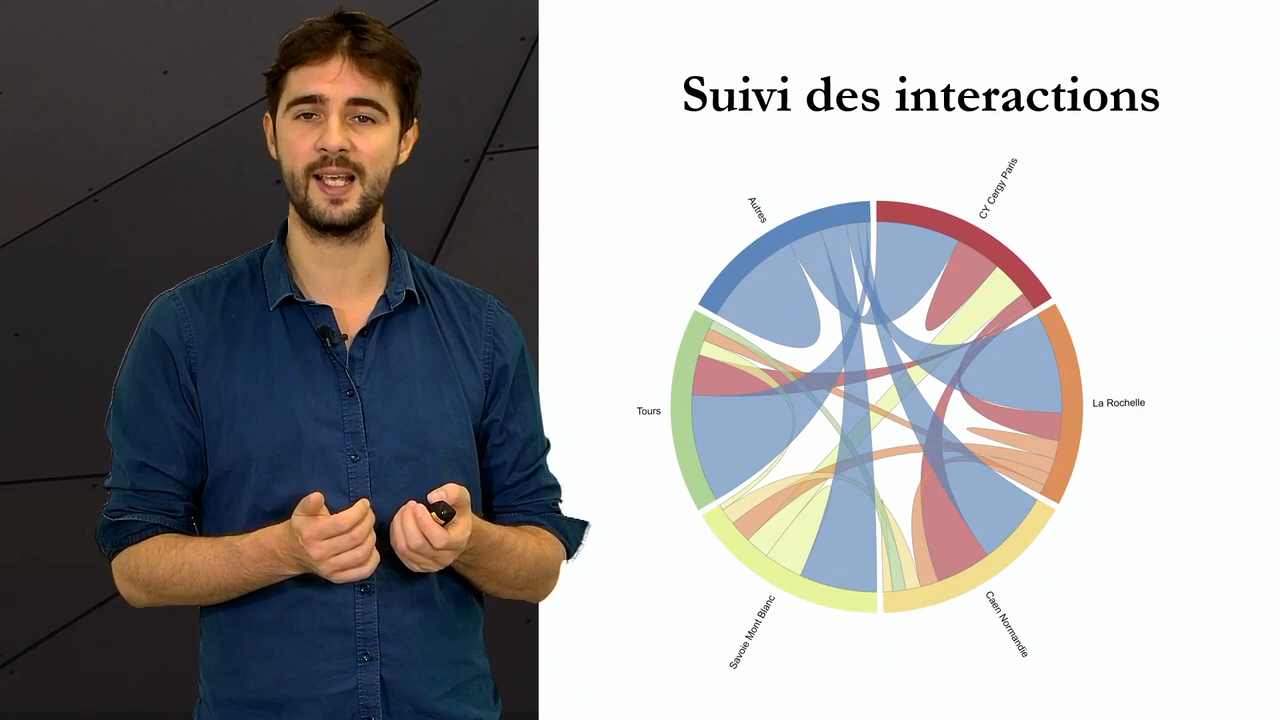 Suivi des interactions
CY Cergy Paris
Autres
La Rochelle
Tours
Caen Normandie
Savoie Mont Blanc